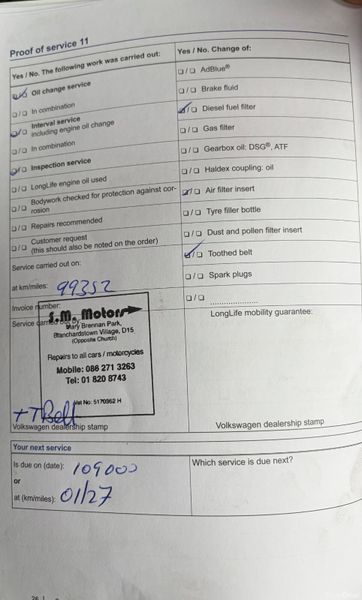 Proof of service 11
Yes / No. The following work was carried out:
Oil change service
❑/❑ In combination
Interval service
including engine oil change
❑/❑ In combination
Inspection service
❑/❑ LongLife engine oil used
❑/❑ Bodywork checked for protection against cor-
rosion
❑/❑ Repairs recommended
❑/❑ Customer request
(this should also be noted on the order)
Service carried out on:
at km/miles: 99352
Invoice number:
Service carried out by:
S.M. Motors
Mary Brennan Park,
Blanchardstown Village, D15
(Opposite Church)
Repairs to all cars / motorcycles
Mobile: 086 271 3263
Tel: 01 820 8743
Vat No: 5170362 H
+ T Belt
Volkswagen dealership stamp
Yes / No. Change of:
❑/❑ AdBlue®
❑/❑ Brake fluid
❑/❑ Diesel fuel filter
❑/❑ Gas filter
❑/❑ Gearbox oil: DSG®, ATF
❑/❑ Haldex coupling: oil
❑/❑ Air filter insert
❑/❑ Tyre filler bottle
❑/❑ Dust and pollen filter insert
❑/❑ Toothed belt
❑/❑ Spark plugs
❑/❑ ......................
LongLife mobility guarantee:
Volkswagen dealership stamp
Your next service
Is due on (date): 109000
or
at (km/miles): 01/27
Which service is due next?